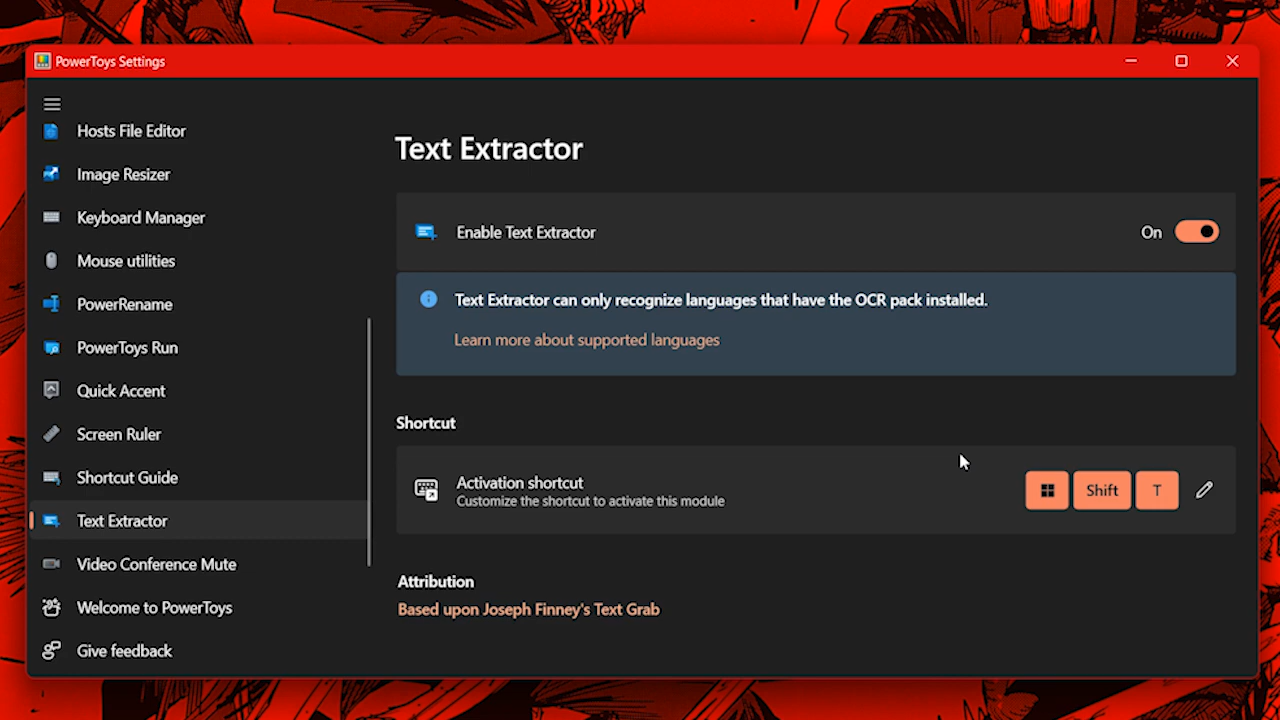 PowerToys Settings
Hosts File Editor
Image Resizer
Keyboard Manager
Mouse utilities
PowerRename
PowerToys Run
Quick Accent
Screen Ruler
Shortcut Guide
Text Extractor
Video Conference Mute
Welcome to PowerToys
Give feedback
Text Extractor
Enable Text Extractor
On
Text Extractor can only recognize languages that have the OCR pack installed.
Learn more about supported languages
Shortcut
Activation shortcut
Customize the shortcut to activate this module
Shift
T
Attribution
Based upon Joseph Finney's Text Grab